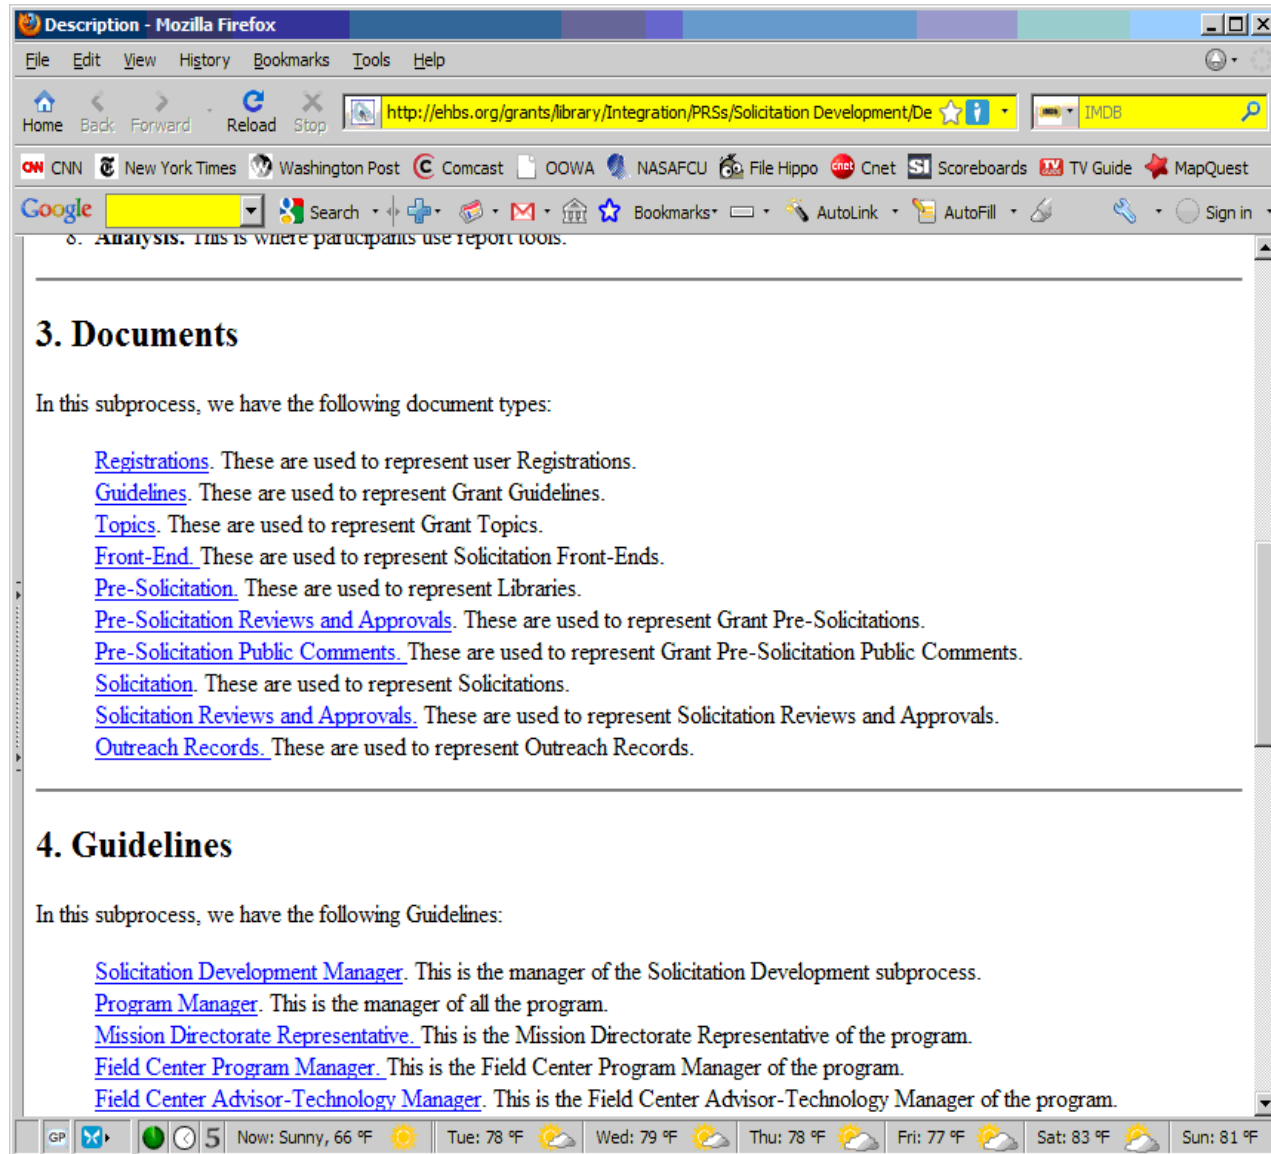 Description - Mozilla Firefox
File Edit View History Bookmarks Tools Help
Home Back Forward Reload Stop http://ehbs.org/grants/library/Integration/PRSs/Solicitation Development/De IMDB
CNN New York Times Washington Post Comcast OOWA NASAFCU File Hippo cnet Cnet SI Scoreboards TV Guide MapQuest
Google Search Bookmarks AutoLink AutoFill Sign in
8. Analysis. This is where participants use report tools.
3. Documents
In this subprocess, we have the following document types:
Registrations. These are used to represent user Registrations.
Guidelines. These are used to represent Grant Guidelines.
Topics. These are used to represent Grant Topics.
Front-End. These are used to represent Solicitation Front-Ends.
Pre-Solicitation. These are used to represent Libraries.
Pre-Solicitation Reviews and Approvals. These are used to represent Grant Pre-Solicitations.
Pre-Solicitation Public Comments. These are used to represent Grant Pre-Solicitation Public Comments.
Solicitation. These are used to represent Solicitations.
Solicitation Reviews and Approvals. These are used to represent Solicitation Reviews and Approvals.
Outreach Records. These are used to represent Outreach Records.
4. Guidelines
In this subprocess, we have the following Guidelines:
Solicitation Development Manager. This is the manager of the Solicitation Development subprocess.
Program Manager. This is the manager of all the program.
Mission Directorate Representative. This is the Mission Directorate Representative of the program.
Field Center Program Manager. This is the Field Center Program Manager of the program.
Field Center Advisor-Technology Manager. This is the Field Center Advisor-Technology Manager of the program.
GP 5 Now: Sunny, 66 °F Tue: 78 °F Wed: 79 °F Thu: 78 °F Fri: 77 °F Sat: 83 °F Sun: 81 °F